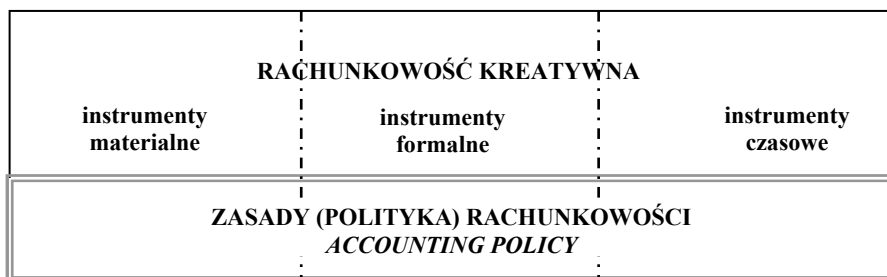 RACHUNKOWOŚĆ KREATYWNA
instrumenty materialne
instrumenty formalne
instrumenty czasowe
ZASADY (POLITYKA) RACHUNKOWOŚCI
ACCOUNTING POLICY